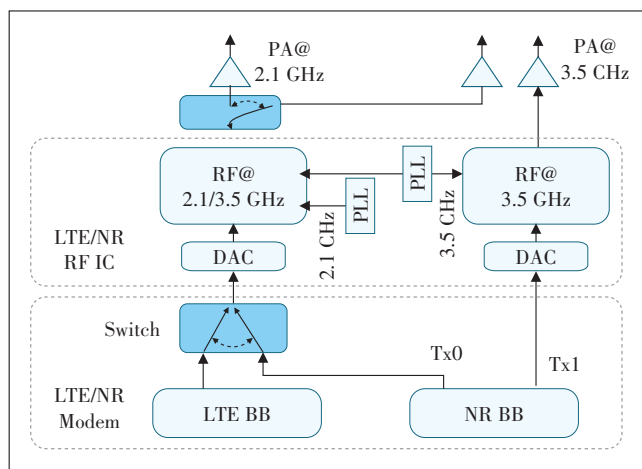 PA@
2.1 GHz
PA@
3.5 CHz
RF@
2.1/3.5 GHz
PLL
PLL
2.1 CHz
3.5 CHz
RF@
3.5 GHz
LTE/NR
RF IC
DAC
DAC
Switch
Tx0
Tx1
LTE/NR
Modem
LTE BB
NR BB